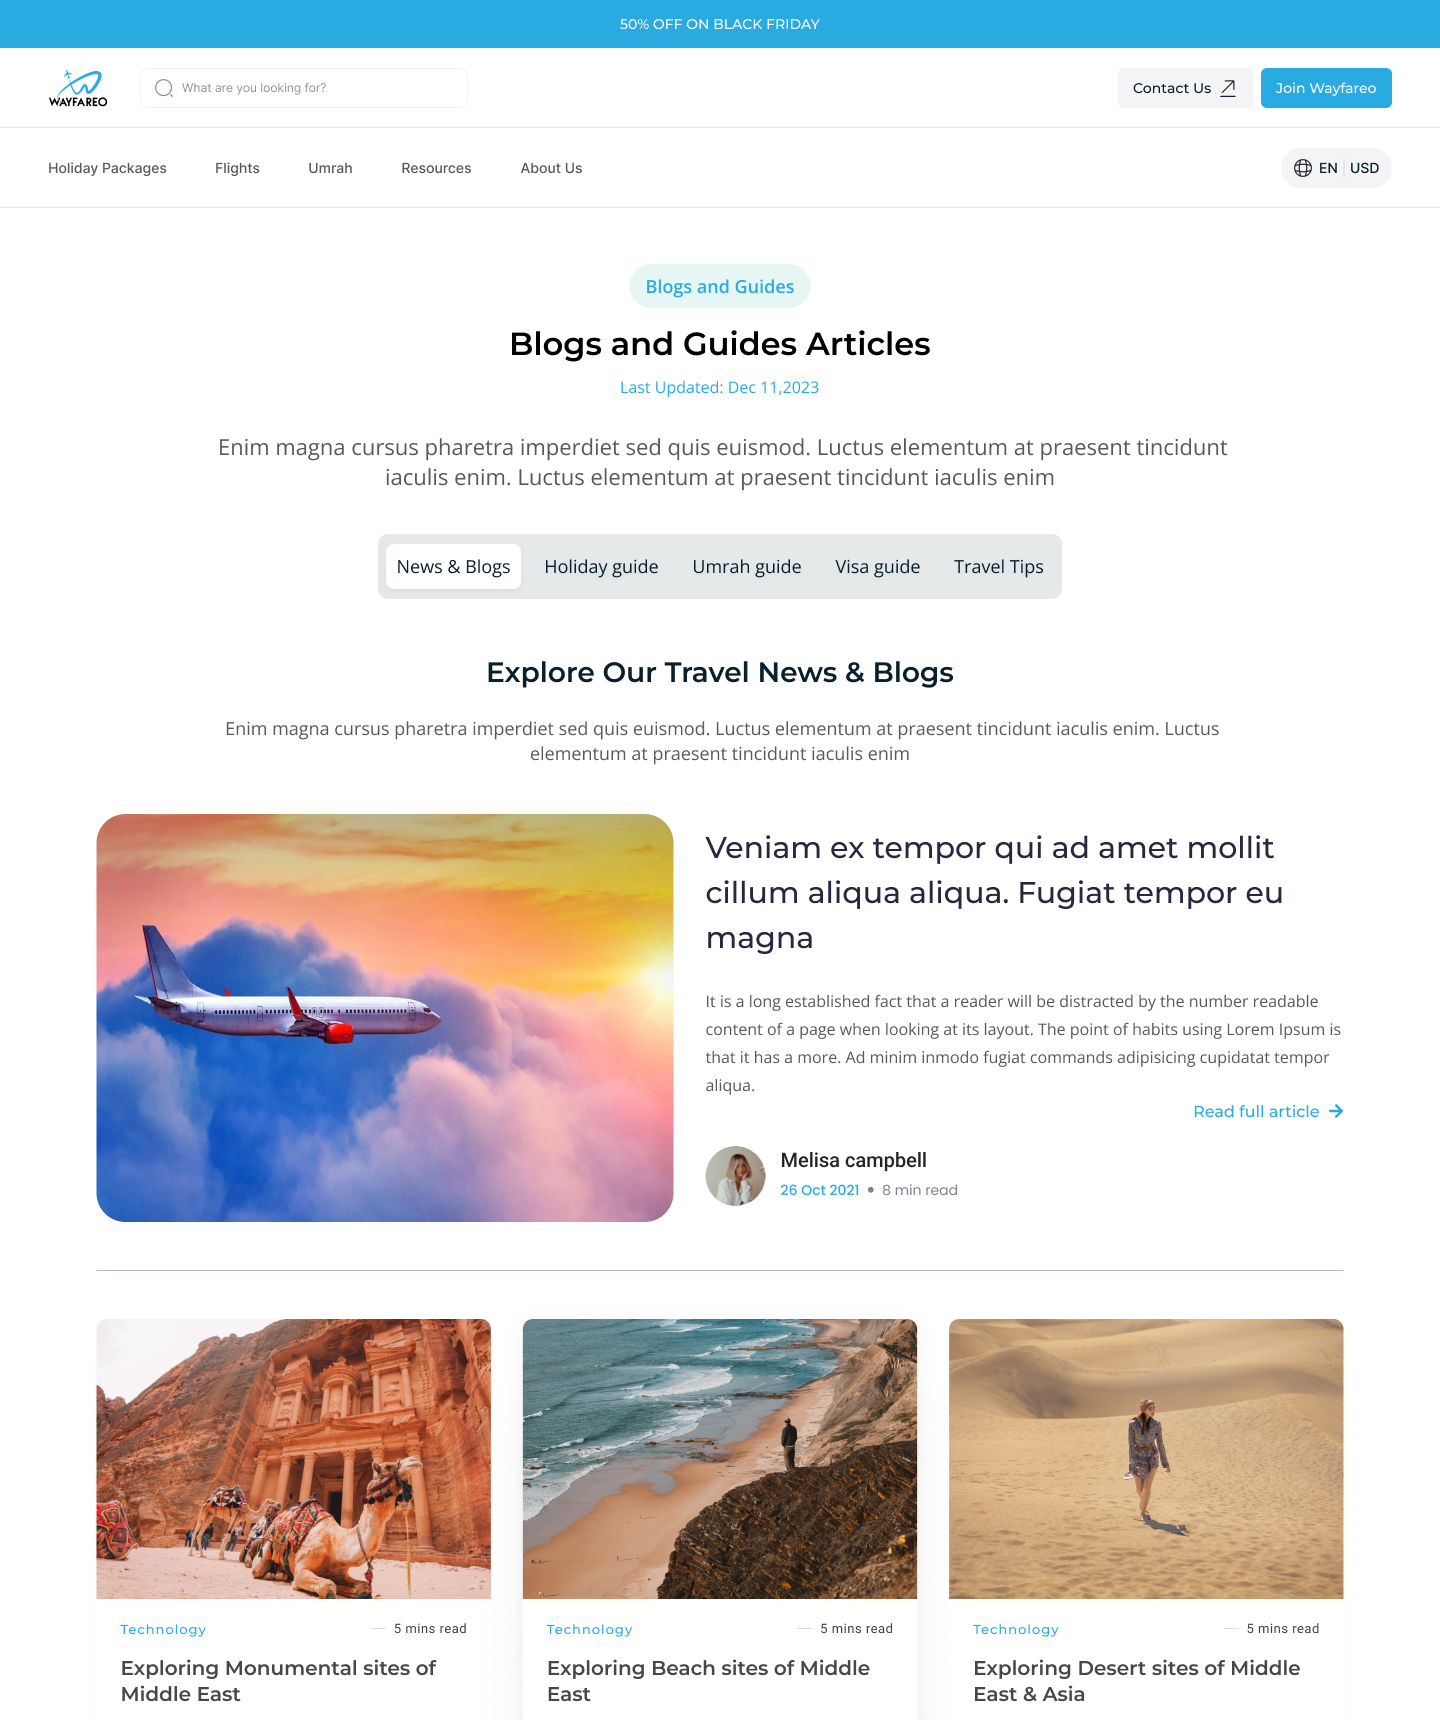 50% OFF ON BLACK FRIDAY
WAYFAREO
What are you looking for?
Contact Us
Join Wayfareo
Holiday Packages
Flights
Umrah
Resources
About Us
EN | USD
Blogs and Guides
Blogs and Guides Articles
Last Updated: Dec 11,2023
Enim magna cursus pharetra imperdiet sed quis euismod. Luctus elementum at praesent tincidunt
iaculis enim. Luctus elementum at praesent tincidunt iaculis enim
News & Blogs
Holiday guide
Umrah guide
Visa guide
Travel Tips
Explore Our Travel News & Blogs
Enim magna cursus pharetra imperdiet sed quis euismod. Luctus elementum at praesent tincidunt iaculis enim. Luctus
elementum at praesent tincidunt iaculis enim
Veniam ex tempor qui ad amet mollit
cillum aliqua aliqua. Fugiat tempor eu
magna
It is a long established fact that a reader will be distracted by the number readable
content of a page when looking at its layout. The point of habits using Lorem Ipsum is
that it has a more. Ad minim inmodo fugiat commands adipisicing cupidatat tempor
aliqua.
Read full article
Melisa campbell
26 Oct 2021 • 8 min read
Technology
5 mins read
Exploring Monumental sites of
Middle East
Technology
5 mins read
Exploring Beach sites of Middle
East
Technology
5 mins read
Exploring Desert sites of Middle
East & Asia